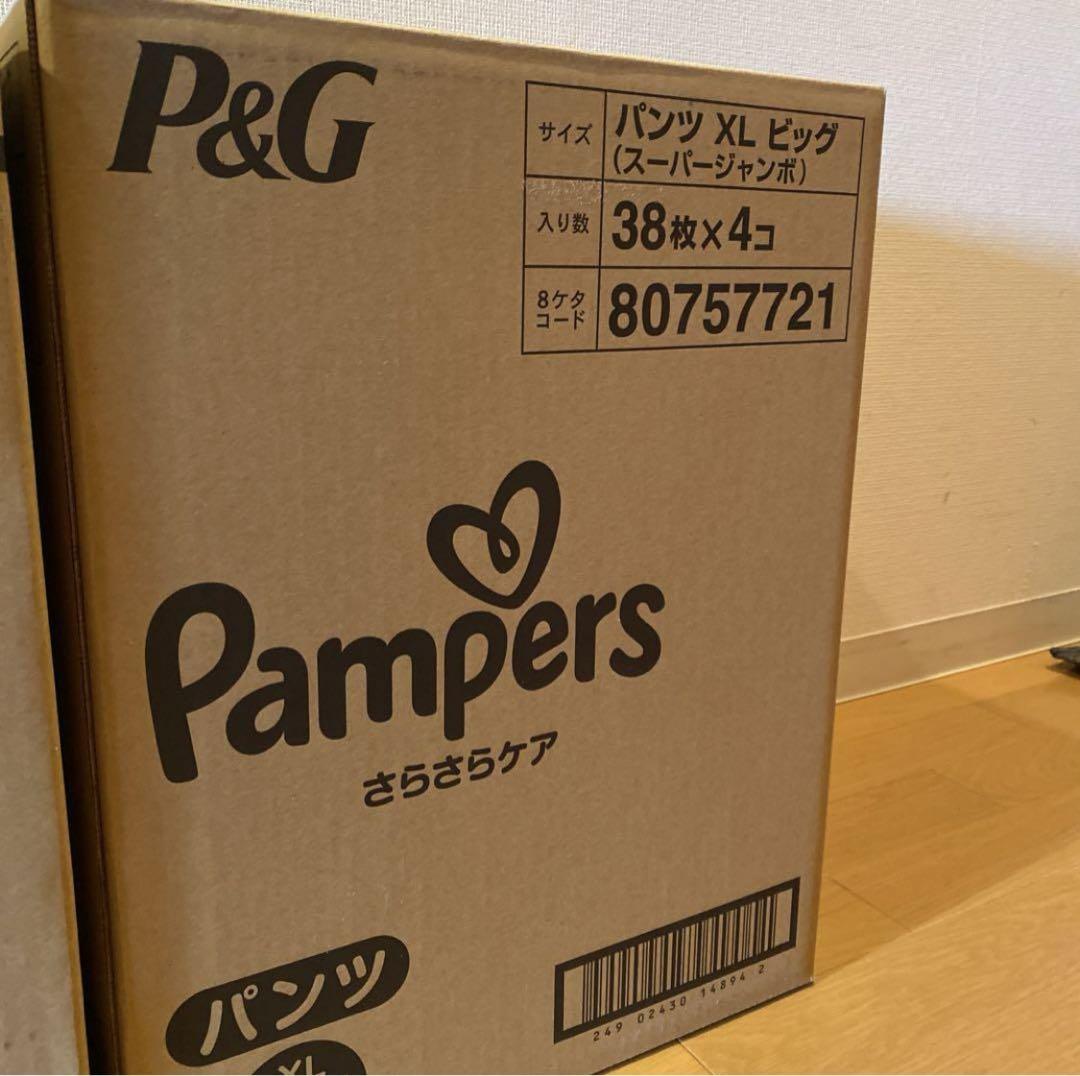 P&G
サイズ パンツ XL ビッグ
(スーパージャンボ)
入り数 38枚×4コ
8ケタ
コード 80757721
Pampers
さらさらケア
パンツ
XL
249 02430 14894 2